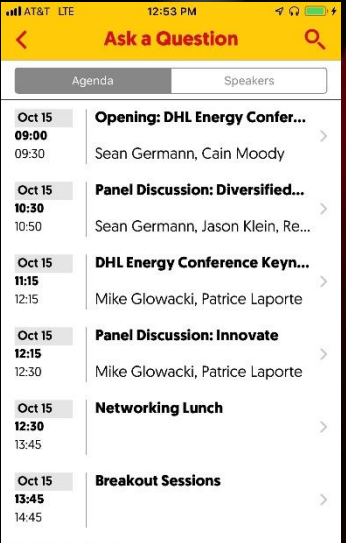 AT&T LTE 12:53 PM
Ask a Question
Agenda Speakers
Oct 15 Opening: DHL Energy Confer...
09:00
09:30 Sean Germann, Cain Moody
Oct 15 Panel Discussion: Diversified...
10:30
10:50 Sean Germann, Jason Klein, Re...
Oct 15 DHL Energy Conference Keyn...
11:15
12:15 Mike Glowacki, Patrice Laporte
Oct 15 Panel Discussion: Innovate
12:15
12:30 Mike Glowacki, Patrice Laporte
Oct 15 Networking Lunch
12:30
13:45
Oct 15 Breakout Sessions
13:45
14:45